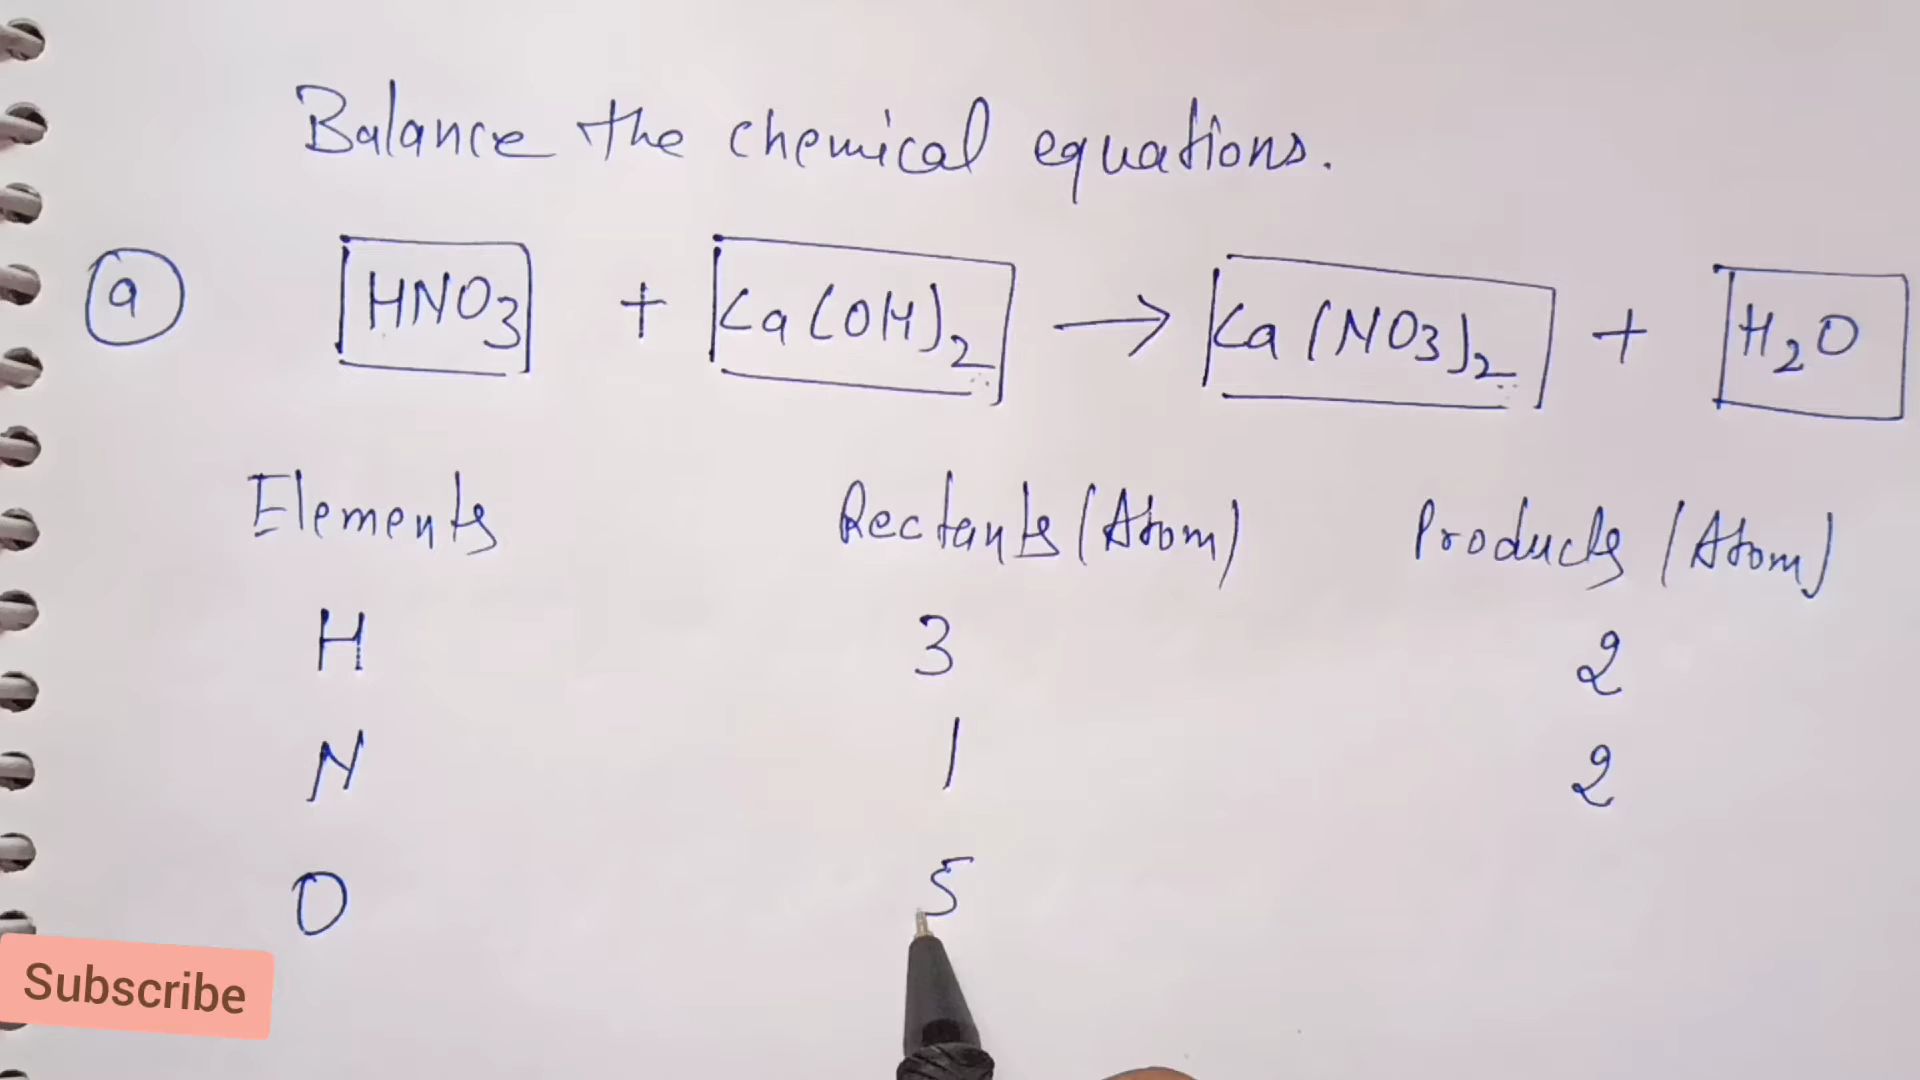 Balance the chemical equations.
a HNO3 + Ca(OH)2 → Ca(NO3)2 + H2O
Elements Rectants (Atom) Products (Atom)
H 3 2
N 1 2
O 5
Subscribe